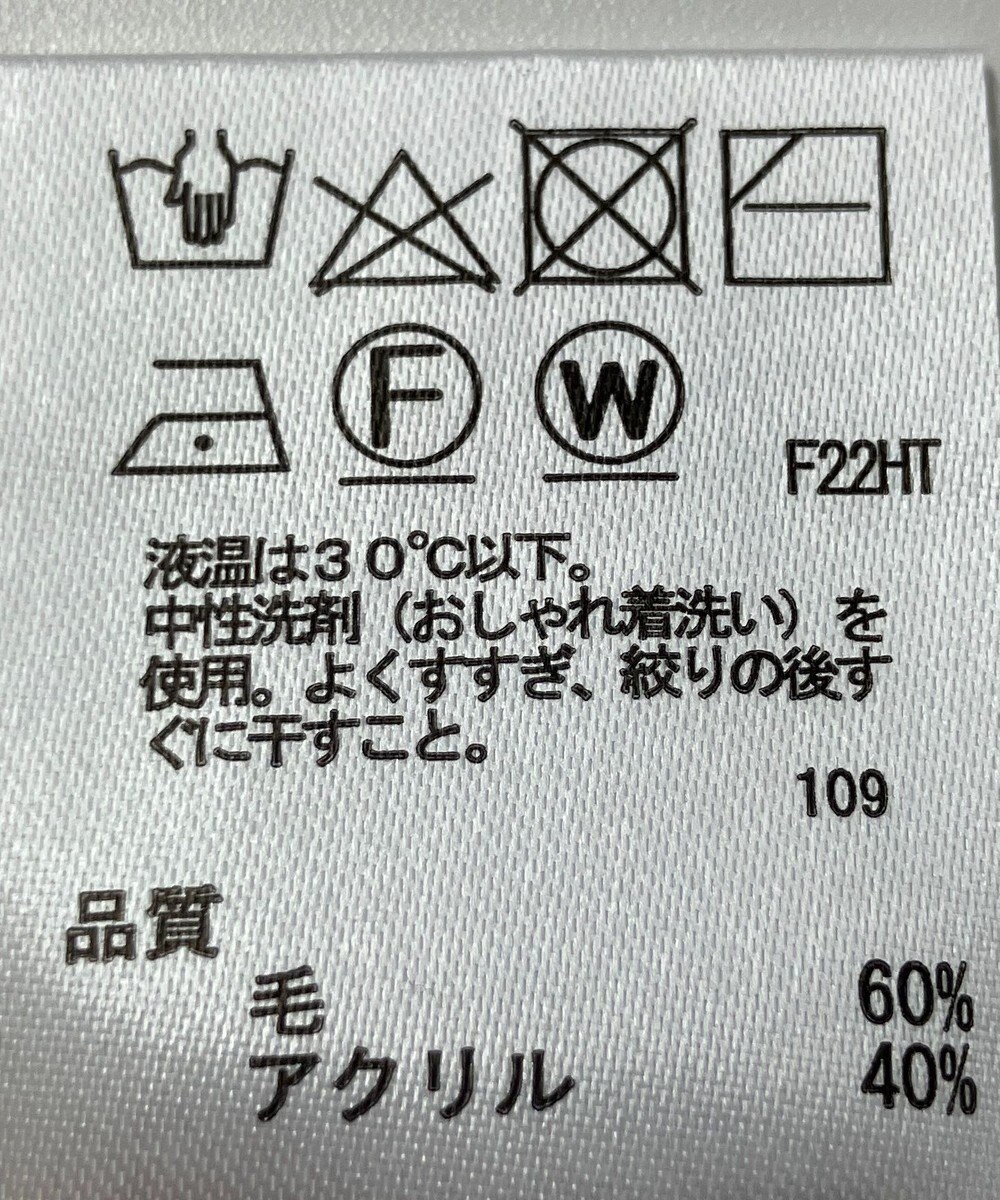 F W
F22HT
液温は30℃以下。
中性洗剤（おしゃれ着洗い）を
使用。よくすすぎ、絞りの後す
ぐに干すこと。
109
品質
毛 60%
アクリル 40%